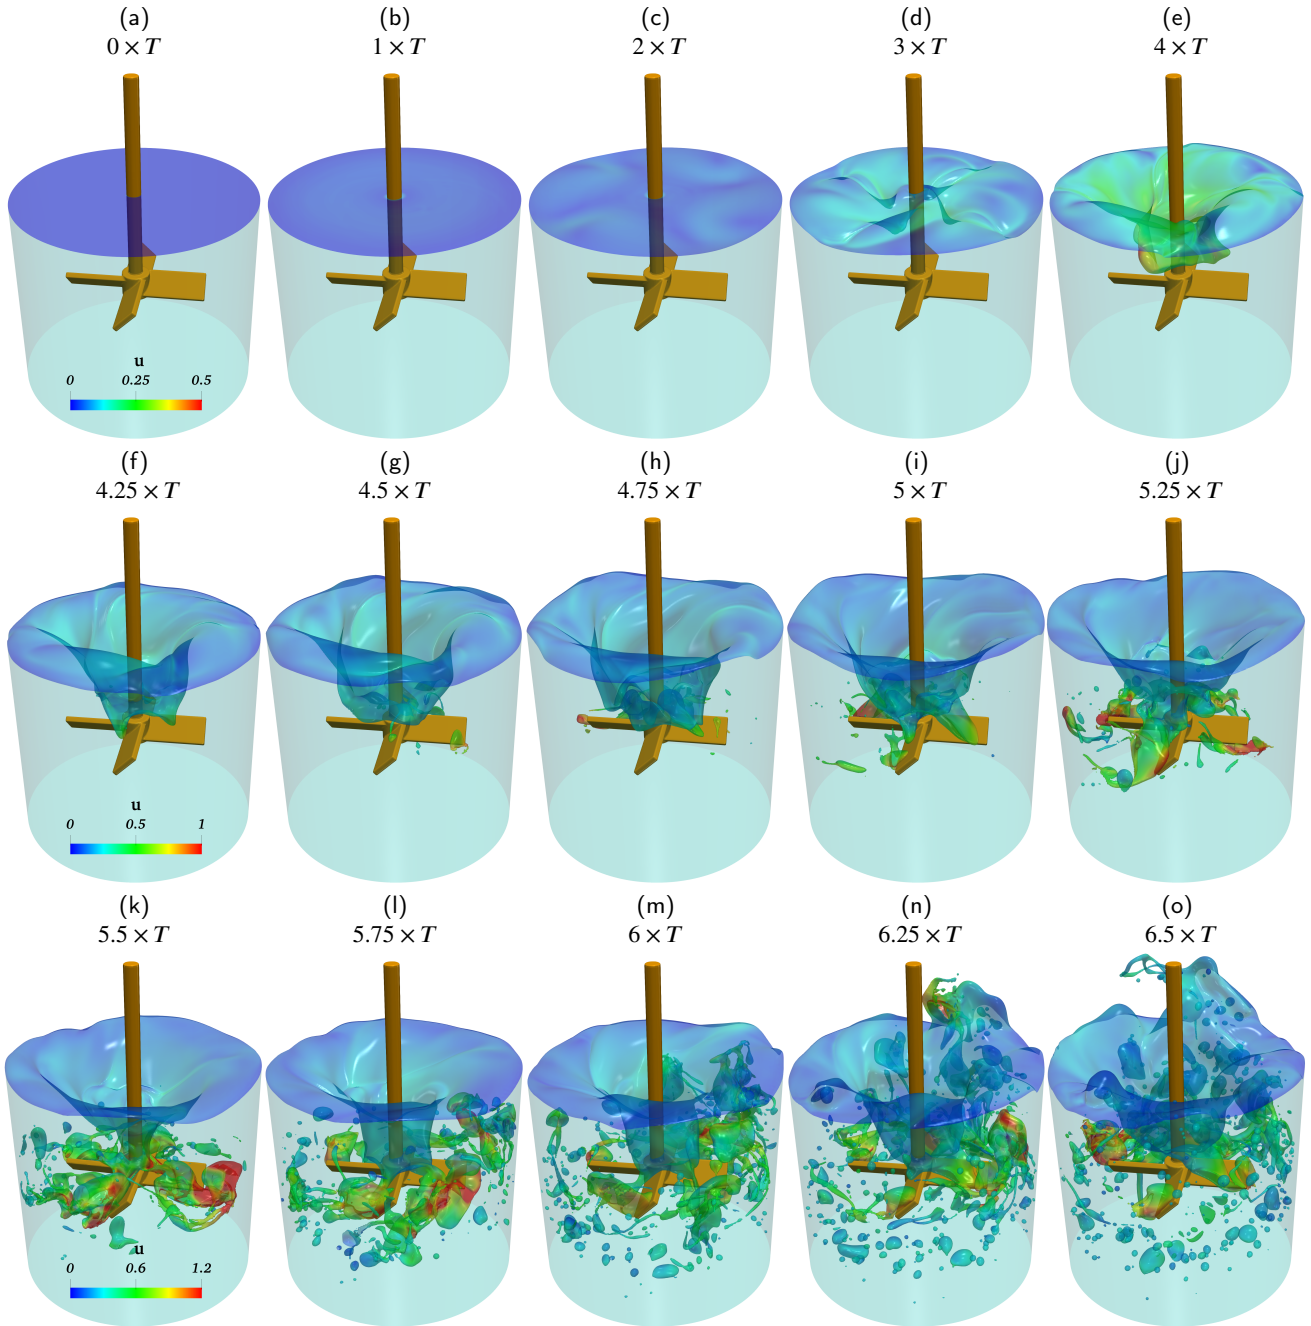 (a) (b) (c) (d) (e)
0 × T 1 × T 2 × T 3 × T 4 × T
u
0 0.25 0.5
(f) (g) (h) (i) (j)
4.25 × T 4.5 × T 4.75 × T 5 × T 5.25 × T
u
0 0.5 1
(k) (l) (m) (n) (o)
5.5 × T 5.75 × T 6 × T 6.25 × T 6.5 × T
u
0 0.6 1.2